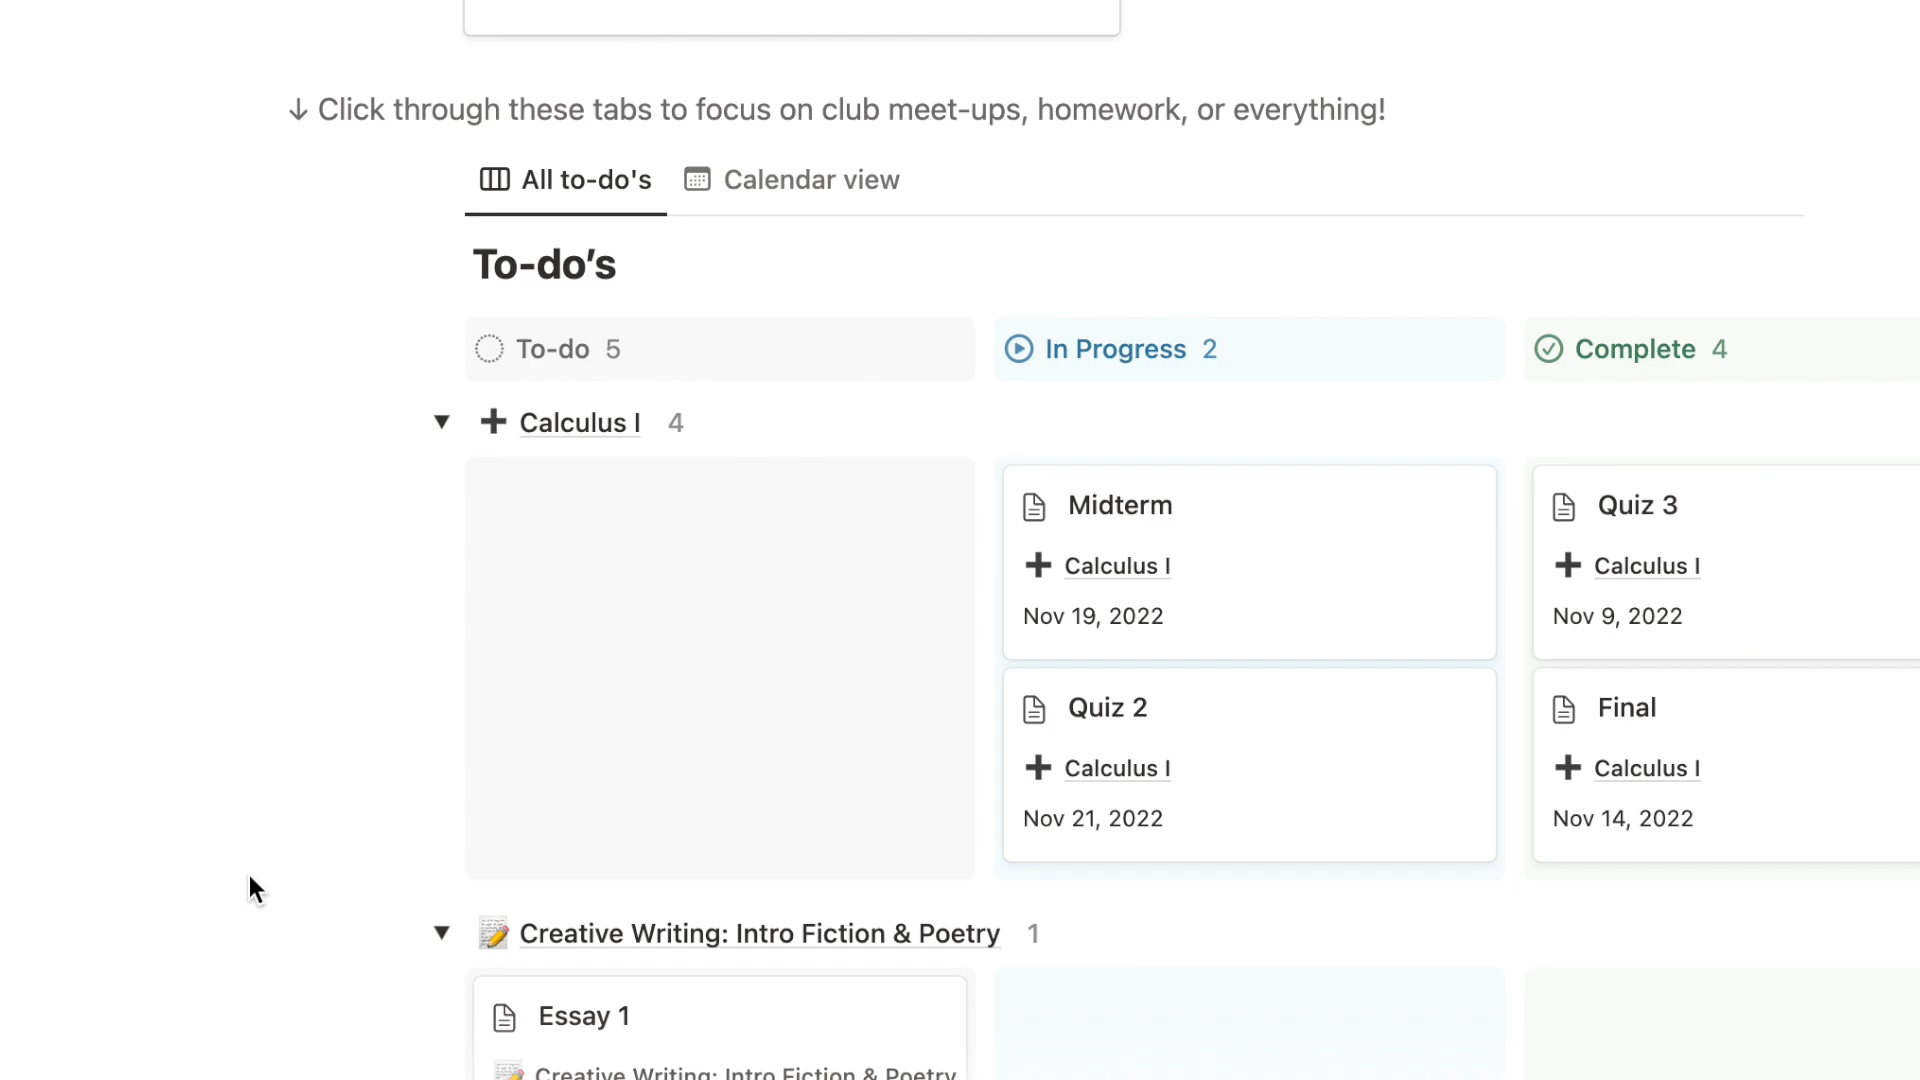 ↓ Click through these tabs to focus on club meet-ups, homework, or everything!
All to-do's Calendar view
To-do's
To-do 5 In Progress 2 Complete 4
Calculus I 4
Midterm Quiz 3
Calculus I Calculus I
Nov 19, 2022 Nov 9, 2022
Quiz 2 Final
Calculus I Calculus I
Nov 21, 2022 Nov 14, 2022
Creative Writing: Intro Fiction & Poetry 1
Essay 1
Creative Writing: Intro Fiction & Poetry